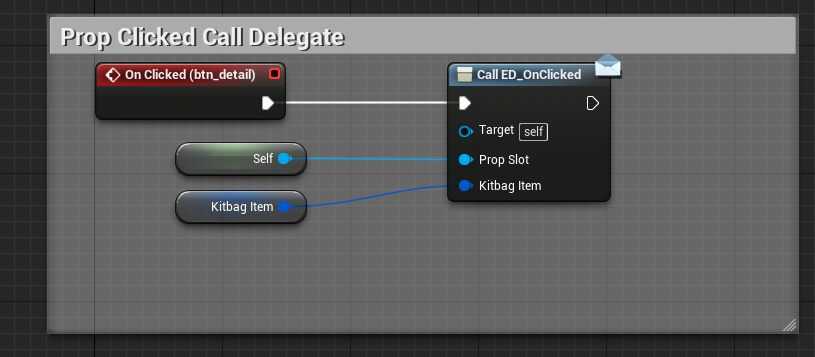 Prop Clicked Call Delegate
On Clicked (btn_detail)
Call ED_OnClicked
Target self
Self
Prop Slot
Kitbag Item
Kitbag Item